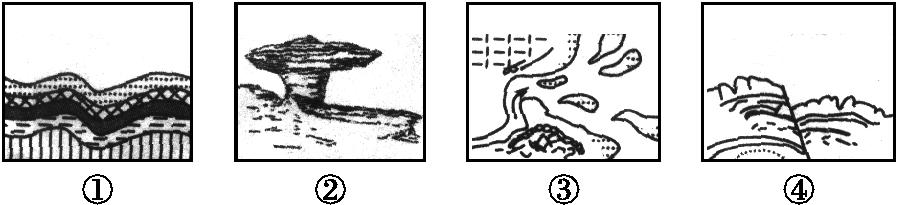 ① ② ③ ④